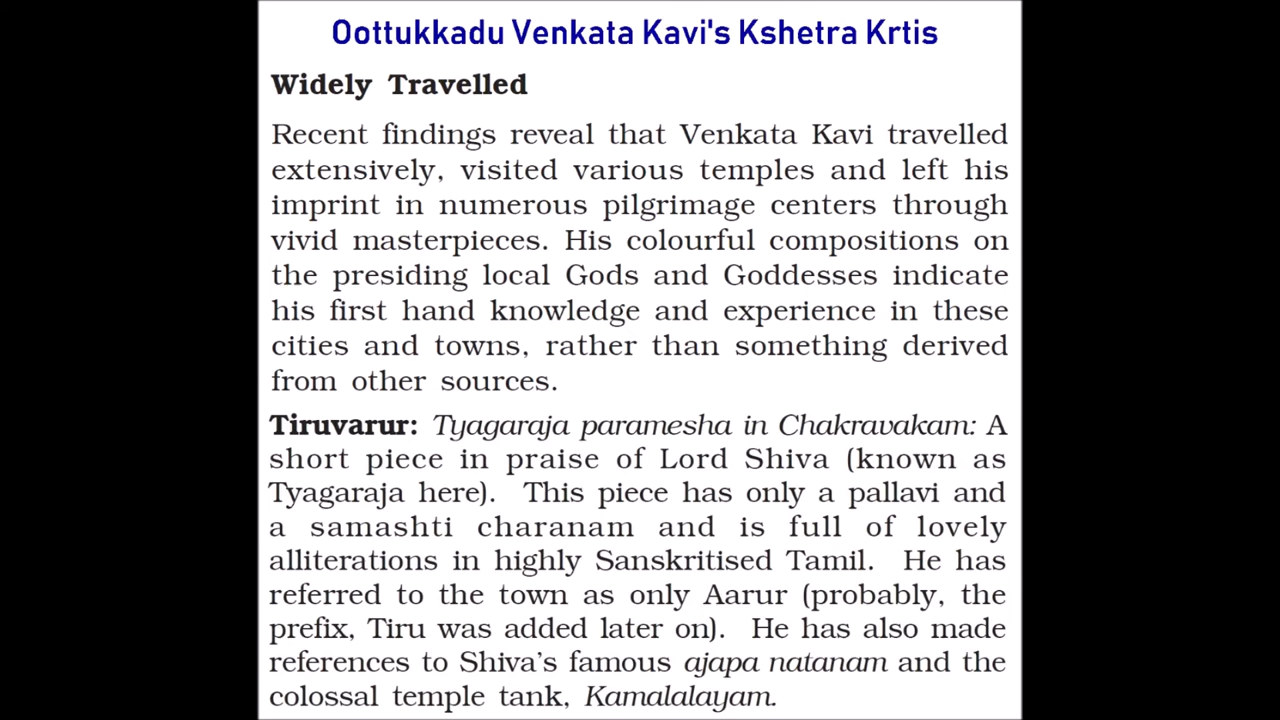 Oottukkadu Venkata Kavi's Kshetra Krtis
Widely Travelled
Recent findings reveal that Venkata Kavi travelled
extensively, visited various temples and left his
imprint in numerous pilgrimage centers through
vivid masterpieces. His colourful compositions on
the presiding local Gods and Goddesses indicate
his first hand knowledge and experience in these
cities and towns, rather than something derived
from other sources.
Tiruvarur: Tyagaraja paramesha in Chakravakam: A
short piece in praise of Lord Shiva (known as
Tyagaraja here). This piece has only a pallavi and
a samashti charanam and is full of lovely
alliterations in highly Sanskritised Tamil. He has
referred to the town as only Aarur (probably, the
prefix, Tiru was added later on). He has also made
references to Shiva's famous ajapa natanam and the
colossal temple tank, Kamalalayam.